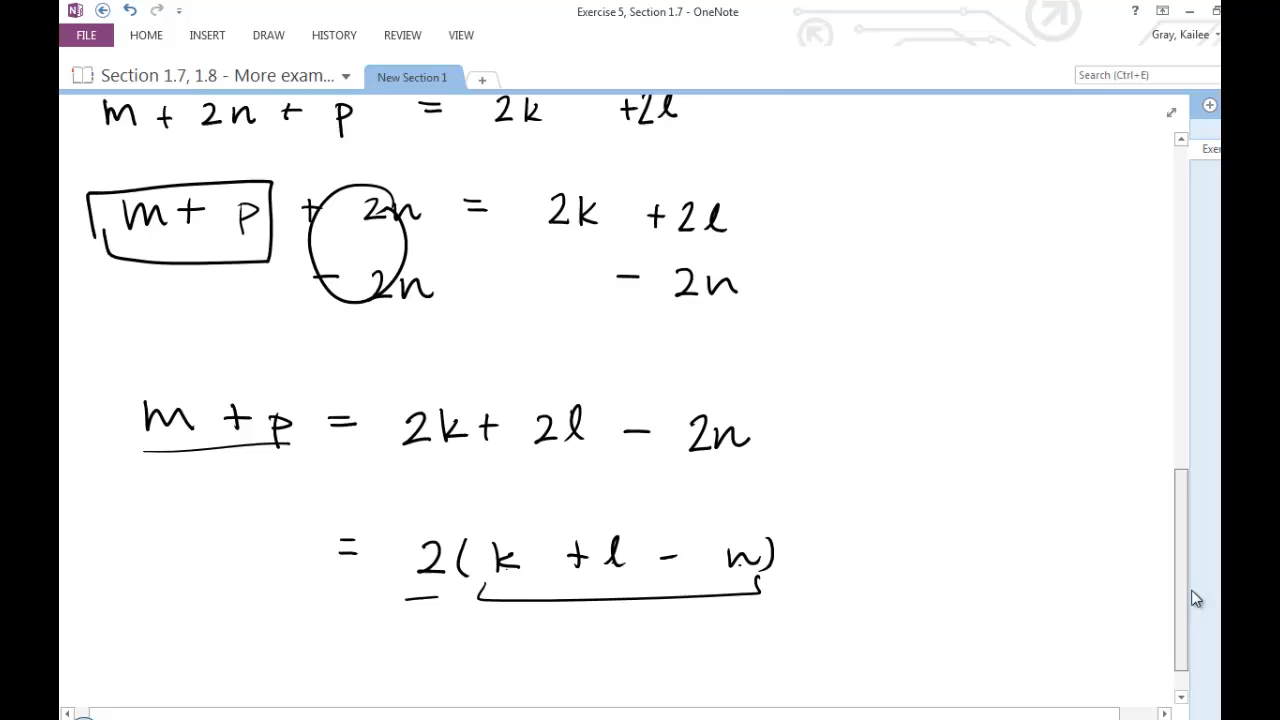 Exercise 5, Section 1.7 - OneNote
?
FILE HOME INSERT DRAW HISTORY REVIEW VIEW
Gray, Kailee
Section 1.7, 1.8 - More exam... New Section 1 +
Search (Ctrl+E)
Exer
m + 2n + p = 2k + 2l
m + p + 2n = 2k + 2l
- 2n - 2n
m + p = 2k + 2l - 2n
= 2(k + l - n)